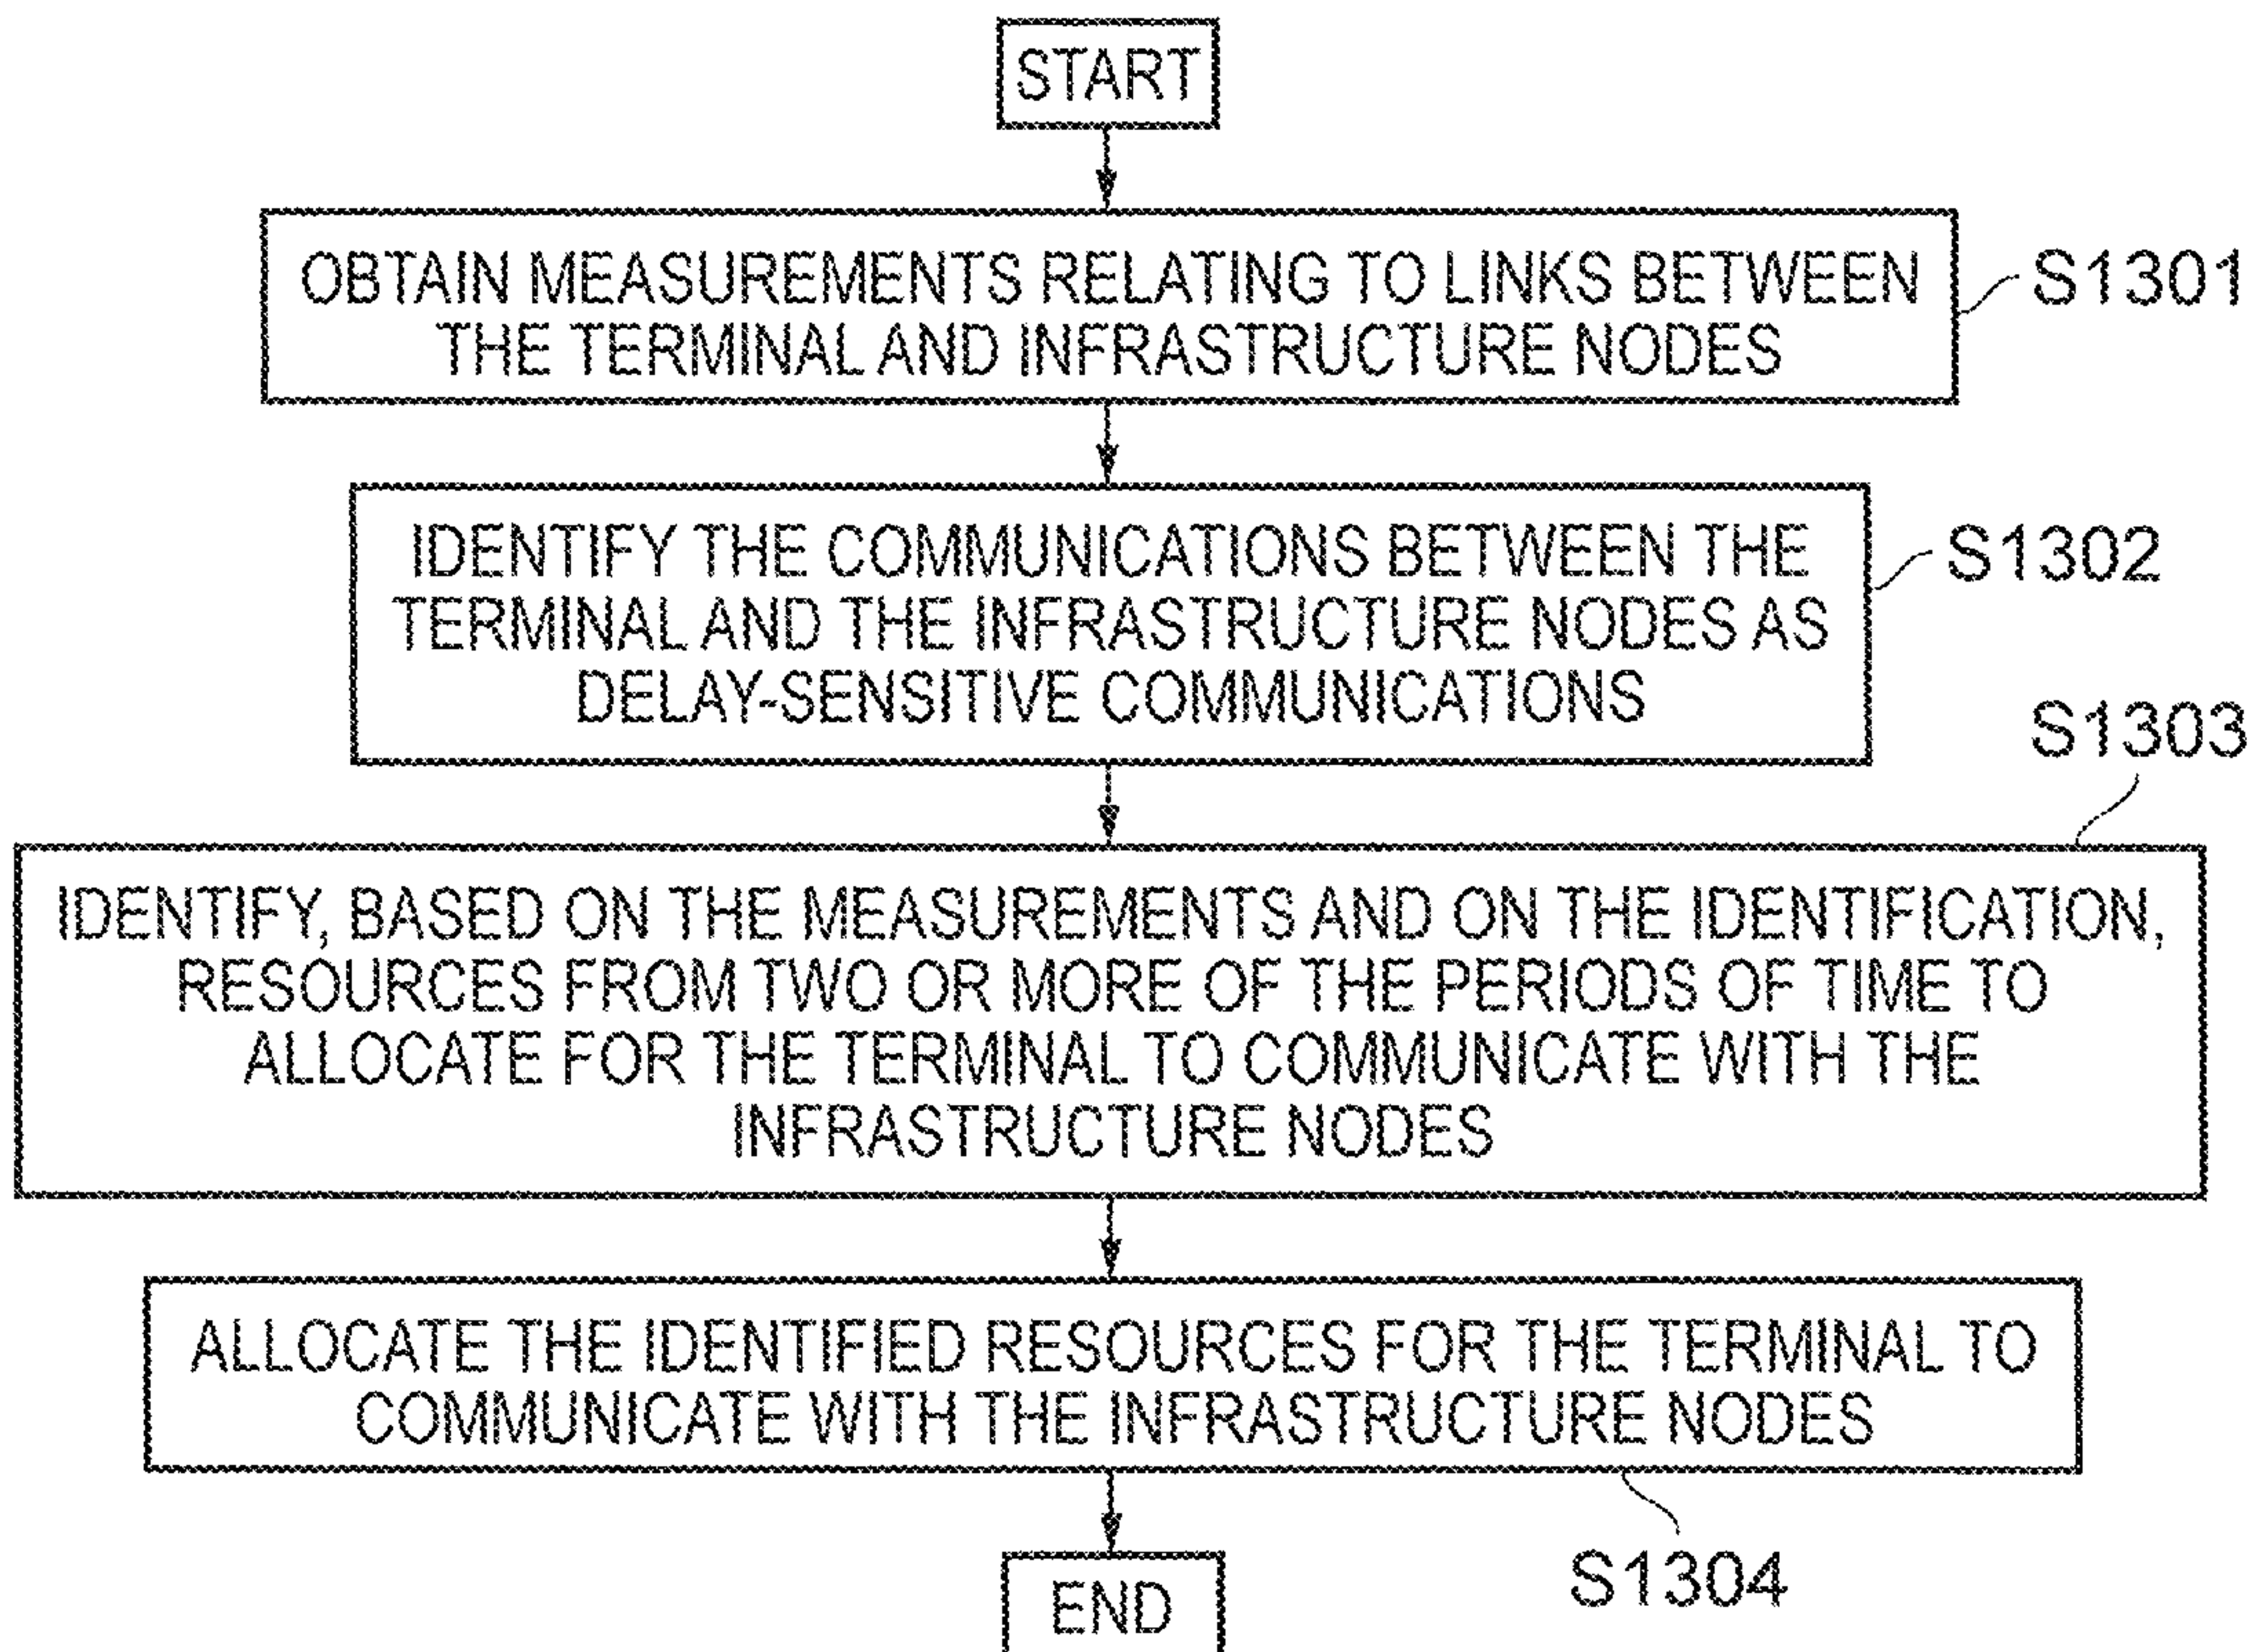 START
OBTAIN MEASUREMENTS RELATING TO LINKS BETWEEN
THE TERMINAL AND INFRASTRUCTURE NODES
S1301
IDENTIFY THE COMMUNICATIONS BETWEEN THE
TERMINAL AND THE INFRASTRUCTURE NODES AS
DELAY-SENSITIVE COMMUNICATIONS
S1302
S1303
IDENTIFY, BASED ON THE MEASUREMENTS AND ON THE IDENTIFICATION,
RESOURCES FROM TWO OR MORE OF THE PERIODS OF TIME TO
ALLOCATE FOR THE TERMINAL TO COMMUNICATE WITH THE
INFRASTRUCTURE NODES
ALLOCATE THE IDENTIFIED RESOURCES FOR THE TERMINAL TO
COMMUNICATE WITH THE INFRASTRUCTURE NODES
S1304
END